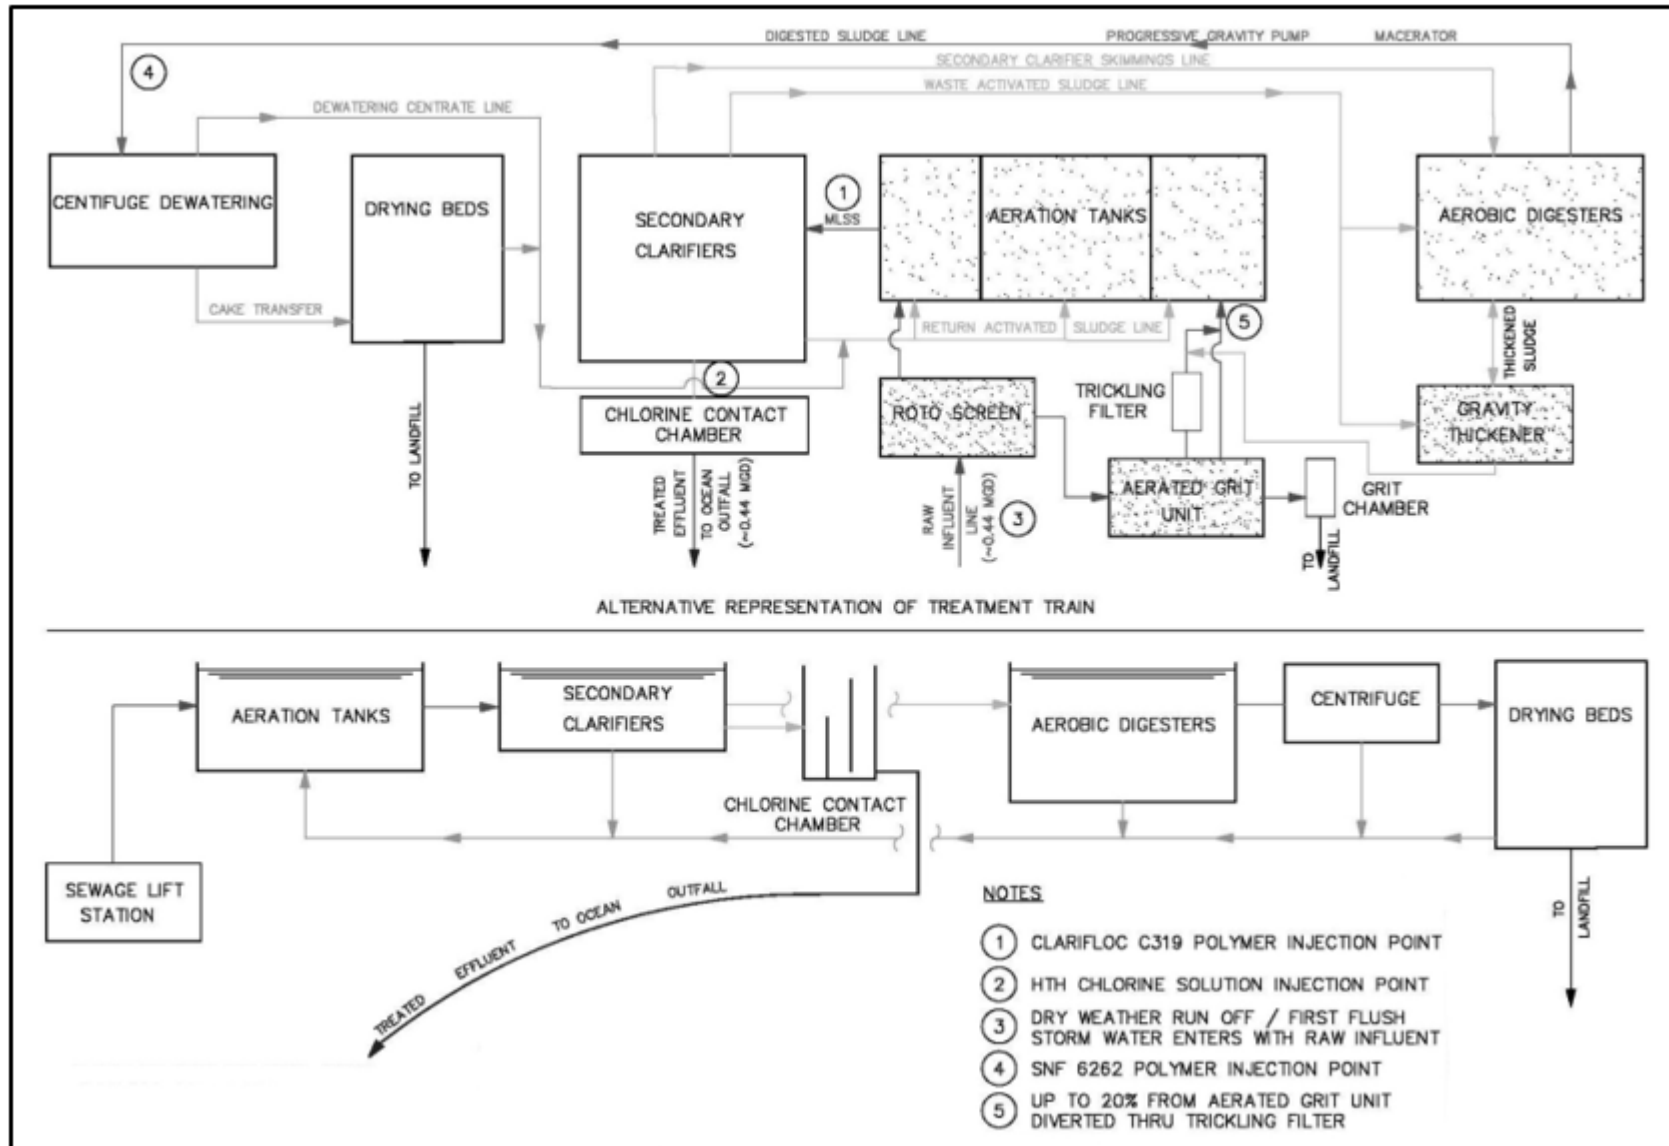 DIGESTED SLUDGE LINE
PROGRESSIVE GRAVITY PUMP
MACERATOR
SECONDARY CLARIFIER SKIMMINGS LINE
WASTE ACTIVATED SLUDGE LINE
4
DEWATERING CENTRATE LINE
CENTIFUGE DEWATERING
DRYING BEDS
SECONDARY
CLARIFIERS
1
MLSS
AERATION TANKS
AEROBIC DIGESTERS
CAKE TRANSFER
RETURN ACTIVATED SLUDGE LINE
5
THICKENED
SLUDGE
2
TRICKLING
FILTER
ROTO SCREEN
GRAVITY
THICKENER
CHLORINE CONTACT
CHAMBER
TO LANDFILL
TREATED
EFFLUENT
TO OCEAN
OUTFALL
(~0.44 MGD)
RAW
INFLUENT
LINE
(~0.44 MGD)
3
AERATED GRIT
UNIT
GRIT
CHAMBER
TO
LANDFILL
ALTERNATIVE REPRESENTATION OF TREATMENT TRAIN
AERATION TANKS
SECONDARY
CLARIFIERS
CHLORINE CONTACT
CHAMBER
AEROBIC DIGESTERS
CENTRIFUGE
DRYING BEDS
SEWAGE LIFT
STATION
TREATED EFFLUENT TO OCEAN OUTFALL
TO
LANDFILL
NOTES
1 CLARIFLOC C319 POLYMER INJECTION POINT
2 HTH CHLORINE SOLUTION INJECTION POINT
3 DRY WEATHER RUN OFF / FIRST FLUSH
STORM WATER ENTERS WITH RAW INFLUENT
4 SNF 6262 POLYMER INJECTION POINT
5 UP TO 20% FROM AERATED GRIT UNIT
DIVERTED THRU TRICKLING FILTER